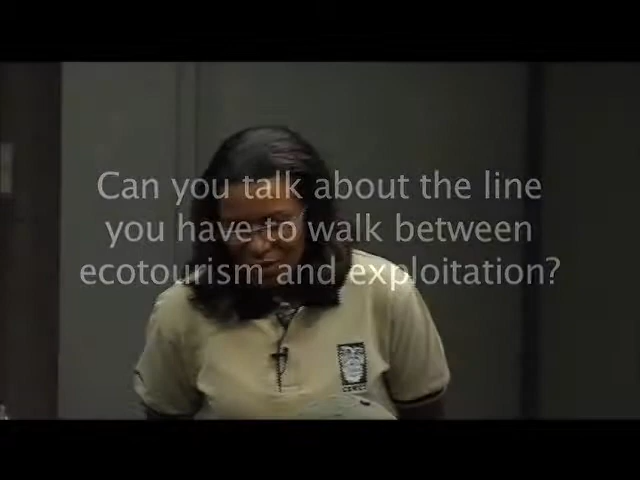 Can you talk about the line
you have to walk between
ecotourism and exploitation?